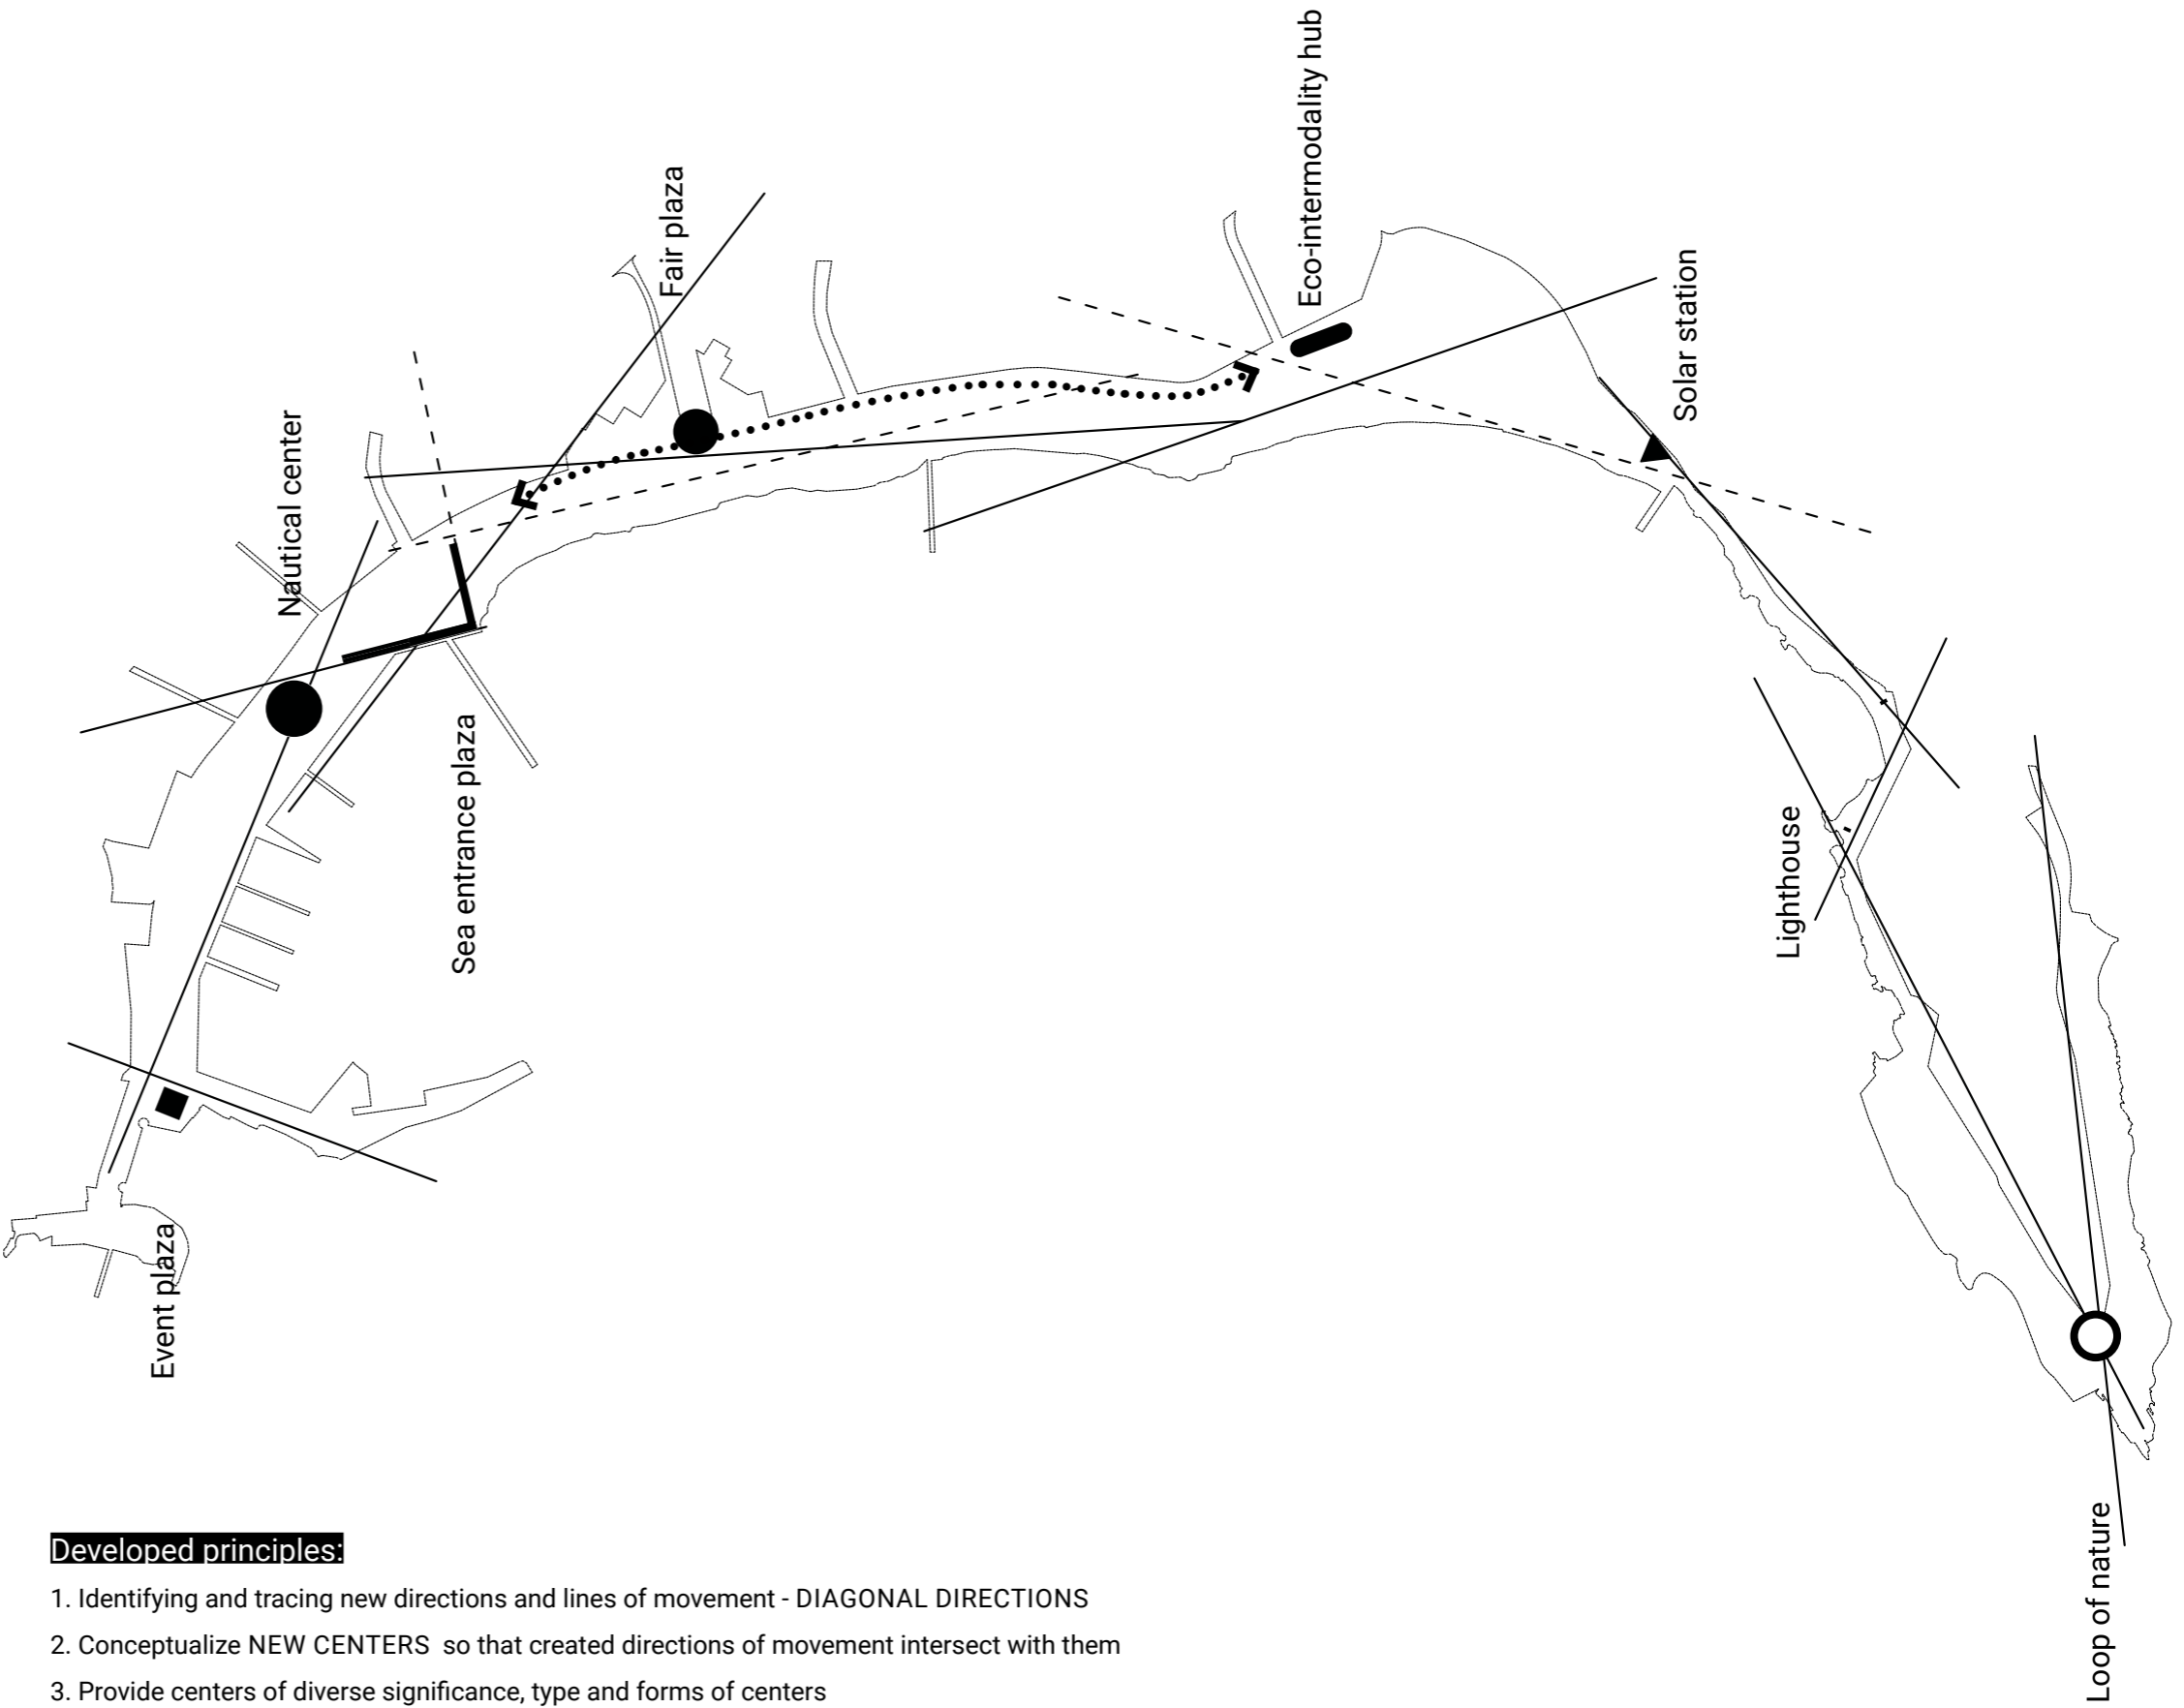 Eco-intermodality hub
Fair plaza
Solar station
Nautical center
Sea entrance plaza
Lighthouse
Event plaza
Loop of nature
Developed principles:
1. Identifying and tracing new directions and lines of movement - DIAGONAL DIRECTIONS
2. Conceptualize NEW CENTERS so that created directions of movement intersect with them
3. Provide centers of diverse significance, type and forms of centers